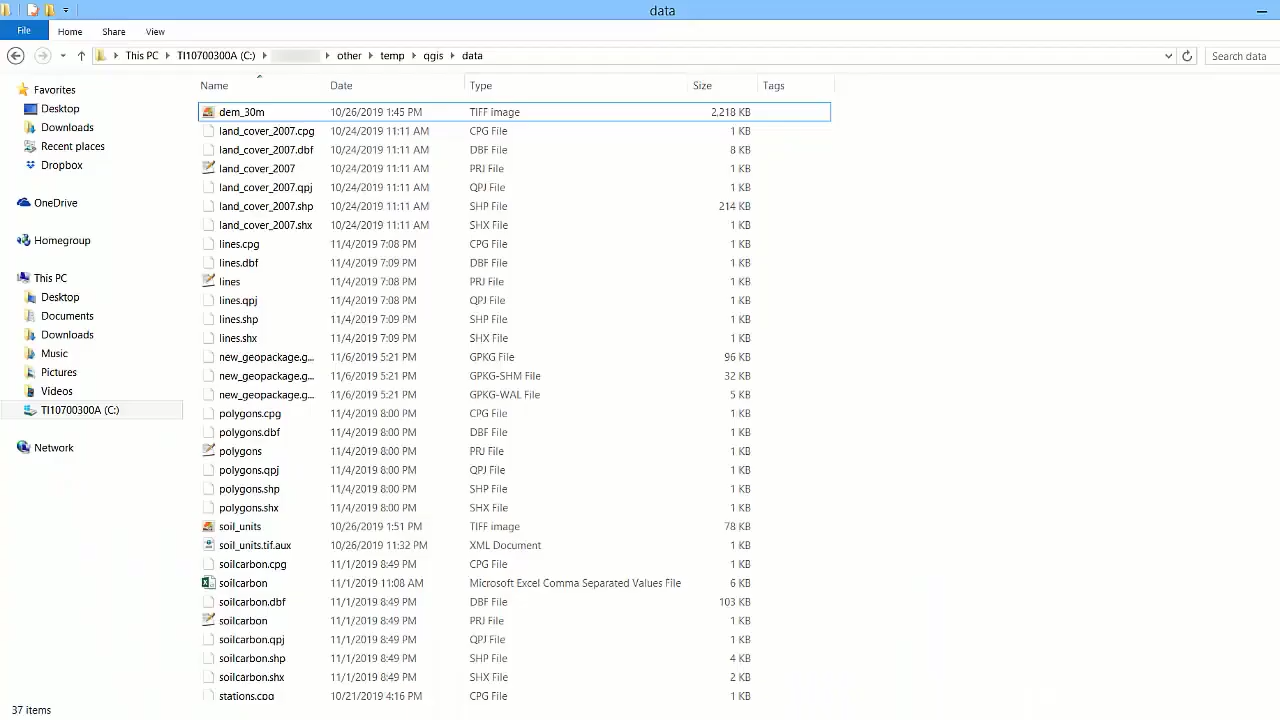 data
File Home Share View
This PC TI10700300A (C:) other temp qgis data Search data
Name Date Type Size Tags
Favorites
Desktop
Downloads
Recent places
Dropbox
OneDrive
Homegroup
This PC
Desktop
Documents
Downloads
Music
Pictures
Videos
TI10700300A (C:)
Network
dem_30m 10/26/2019 1:45 PM TIFF image 2,218 KB
land_cover_2007.cpg 10/24/2019 11:11 AM CPG File 1 KB
land_cover_2007.dbf 10/24/2019 11:11 AM DBF File 8 KB
land_cover_2007 10/24/2019 11:11 AM PRJ File 1 KB
land_cover_2007.qpj 10/24/2019 11:11 AM QPJ File 1 KB
land_cover_2007.shp 10/24/2019 11:11 AM SHP File 214 KB
land_cover_2007.shx 10/24/2019 11:11 AM SHX File 1 KB
lines.cpg 11/4/2019 7:08 PM CPG File 1 KB
lines.dbf 11/4/2019 7:09 PM DBF File 1 KB
lines 11/4/2019 7:08 PM PRJ File 1 KB
lines.qpj 11/4/2019 7:08 PM QPJ File 1 KB
lines.shp 11/4/2019 7:09 PM SHP File 1 KB
lines.shx 11/4/2019 7:09 PM SHX File 1 KB
new_geopackage.g... 11/6/2019 5:21 PM GPKG File 96 KB
new_geopackage.g... 11/6/2019 5:21 PM GPKG-SHM File 32 KB
new_geopackage.g... 11/6/2019 5:21 PM GPKG-WAL File 5 KB
polygons.cpg 11/4/2019 8:00 PM CPG File 1 KB
polygons.dbf 11/4/2019 8:00 PM DBF File 1 KB
polygons 11/4/2019 8:00 PM PRJ File 1 KB
polygons.qpj 11/4/2019 8:00 PM QPJ File 1 KB
polygons.shp 11/4/2019 8:00 PM SHP File 1 KB
polygons.shx 11/4/2019 8:00 PM SHX File 1 KB
soil_units 10/26/2019 1:51 PM TIFF image 78 KB
soil_units.tif.aux 10/26/2019 11:32 PM XML Document 1 KB
soilcarbon.cpg 11/1/2019 8:49 PM CPG File 1 KB
soilcarbon 11/1/2019 11:08 AM Microsoft Excel Comma Separated Values File 6 KB
soilcarbon.dbf 11/1/2019 8:49 PM DBF File 103 KB
soilcarbon 11/1/2019 8:49 PM PRJ File 1 KB
soilcarbon.qpj 11/1/2019 8:49 PM QPJ File 1 KB
soilcarbon.shp 11/1/2019 8:49 PM SHP File 4 KB
soilcarbon.shx 11/1/2019 8:49 PM SHX File 2 KB
stations.cpg 10/21/2019 4:16 PM CPG File 1 KB
37 items